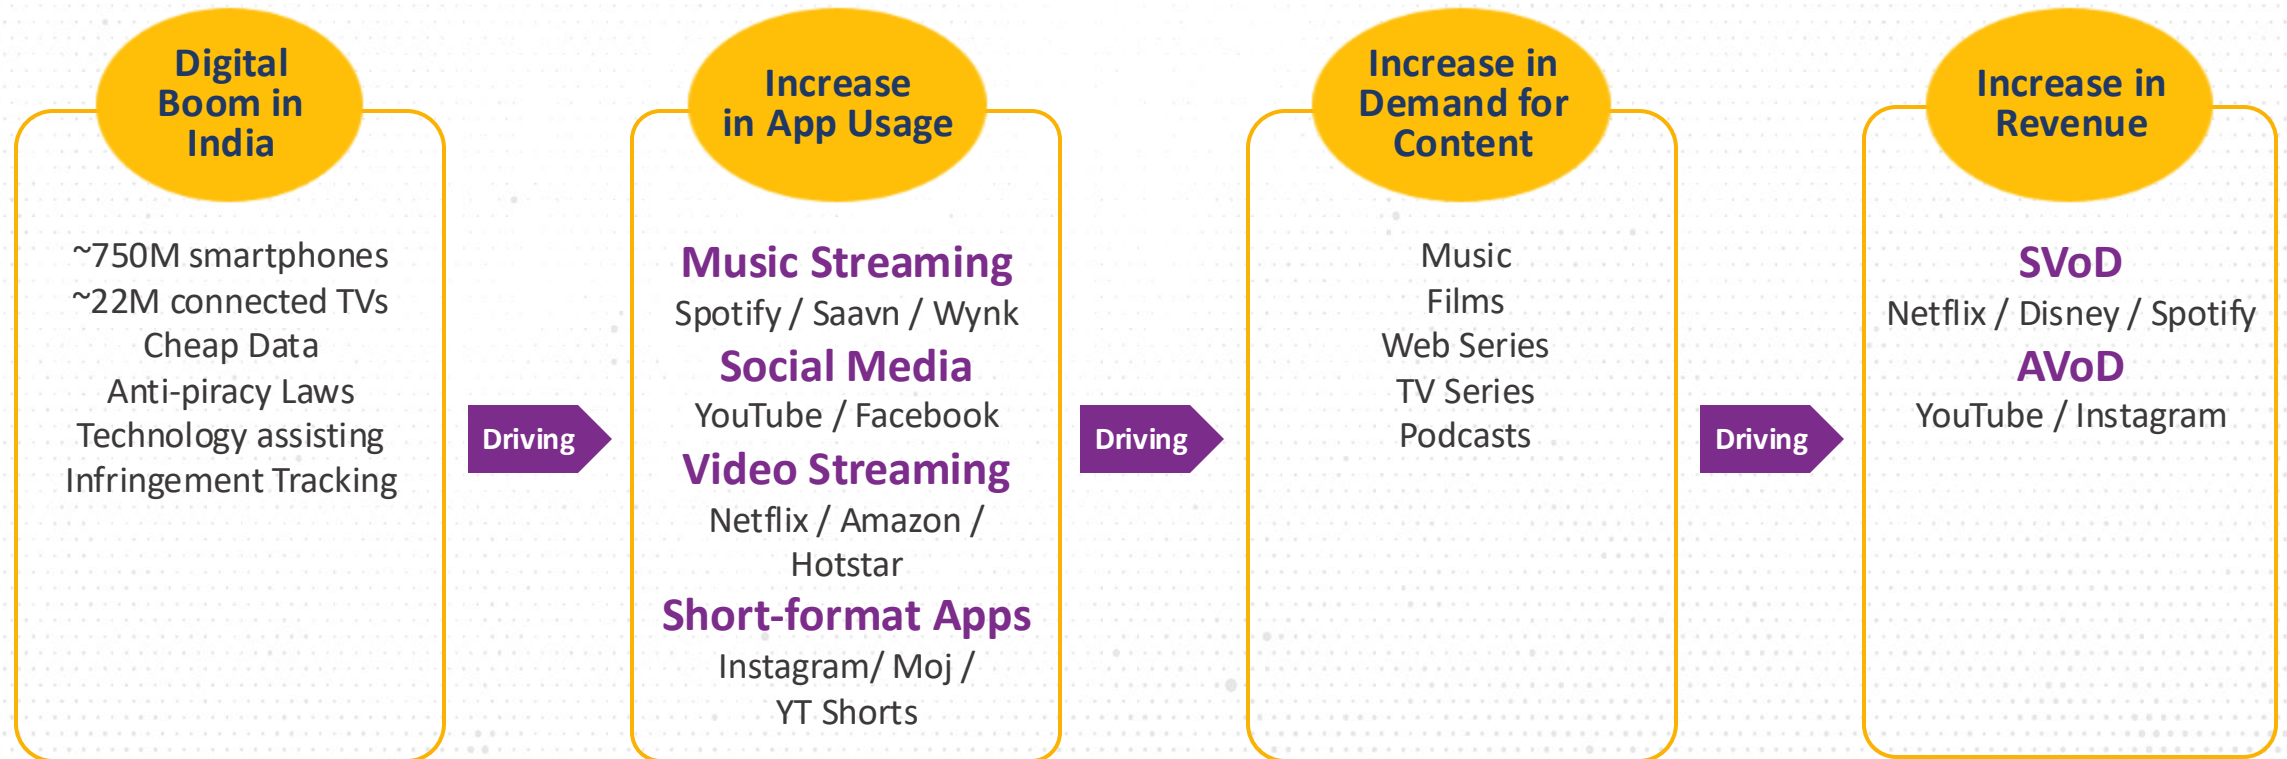 Digital
Boom in
India
~750M smartphones
~22M connected TVs
Cheap Data
Anti-piracy Laws
Technology assisting
Infringement Tracking
Driving
Increase
in App Usage
Music Streaming
Spotify / Saavn / Wynk
Social Media
YouTube / Facebook
Video Streaming
Netflix / Amazon /
Hotstar
Short-format Apps
Instagram/ Moj /
YT Shorts
Driving
Increase in
Demand for
Content
Music
Films
Web Series
TV Series
Podcasts
Driving
Increase in
Revenue
SVoD
Netflix / Disney / Spotify
AVoD
YouTube / Instagram